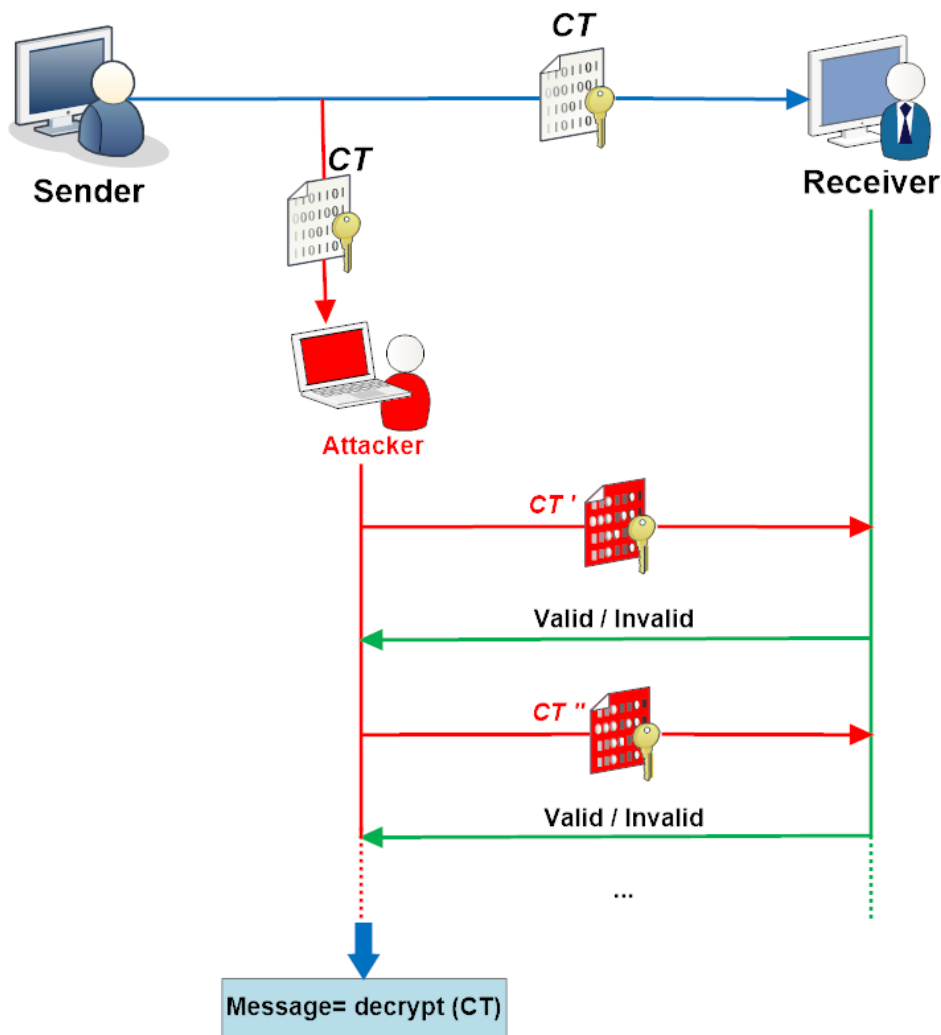 CT
Sender
Receiver
CT
Attacker
CT '
Valid / Invalid
CT "
Valid / Invalid
...
Message= decrypt (CT)